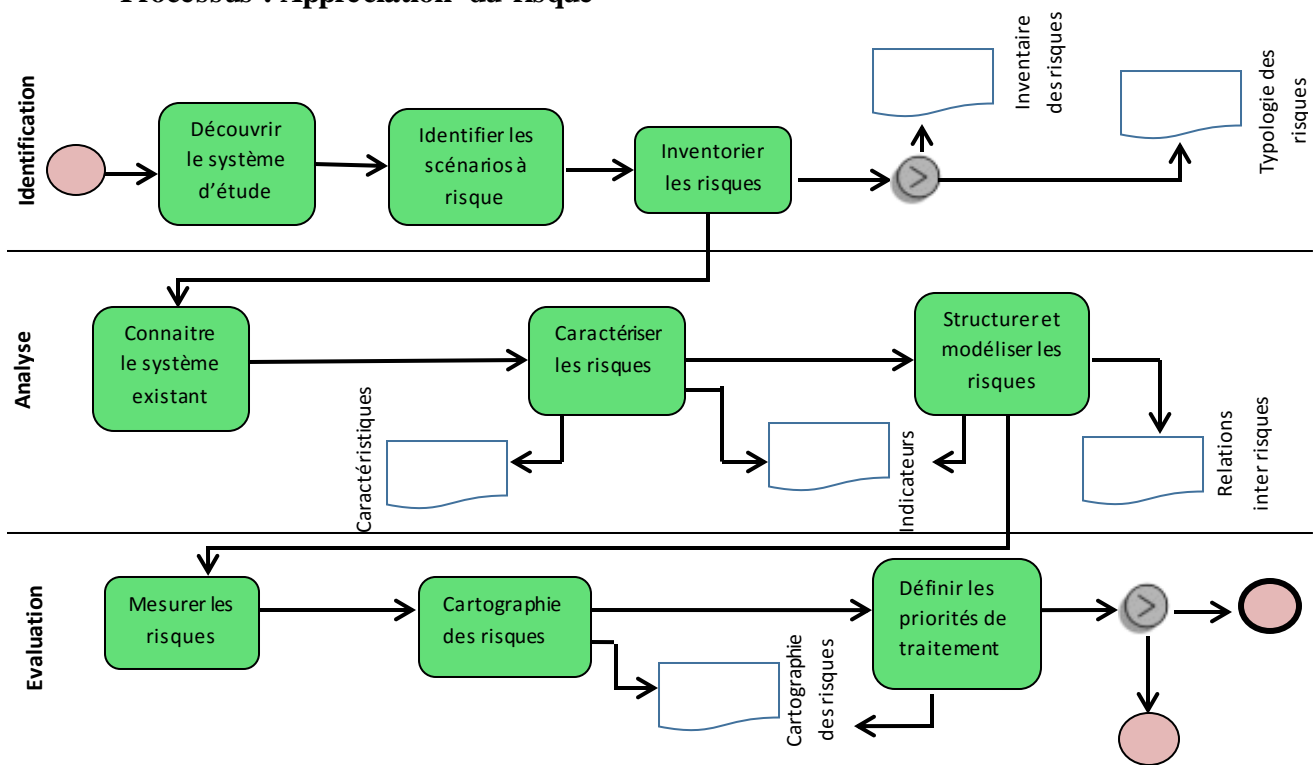 Processus : Appréciation du risque
Identification
Découvrir
le système
d'étude
Identifier les
scénarios à
risque
Inventorier
les risques
Inventaire
des risques
Typologie des
risques
Analyse
Connaitre
le système
existant
Caractériser
les risques
Structurer et
modéliser les
risques
Caractéristiques
Indicateurs
Relations
inter risques
Evaluation
Mesurer les
risques
Cartographie
des risques
Définir les
priorités de
traitement
Cartographie
des risques